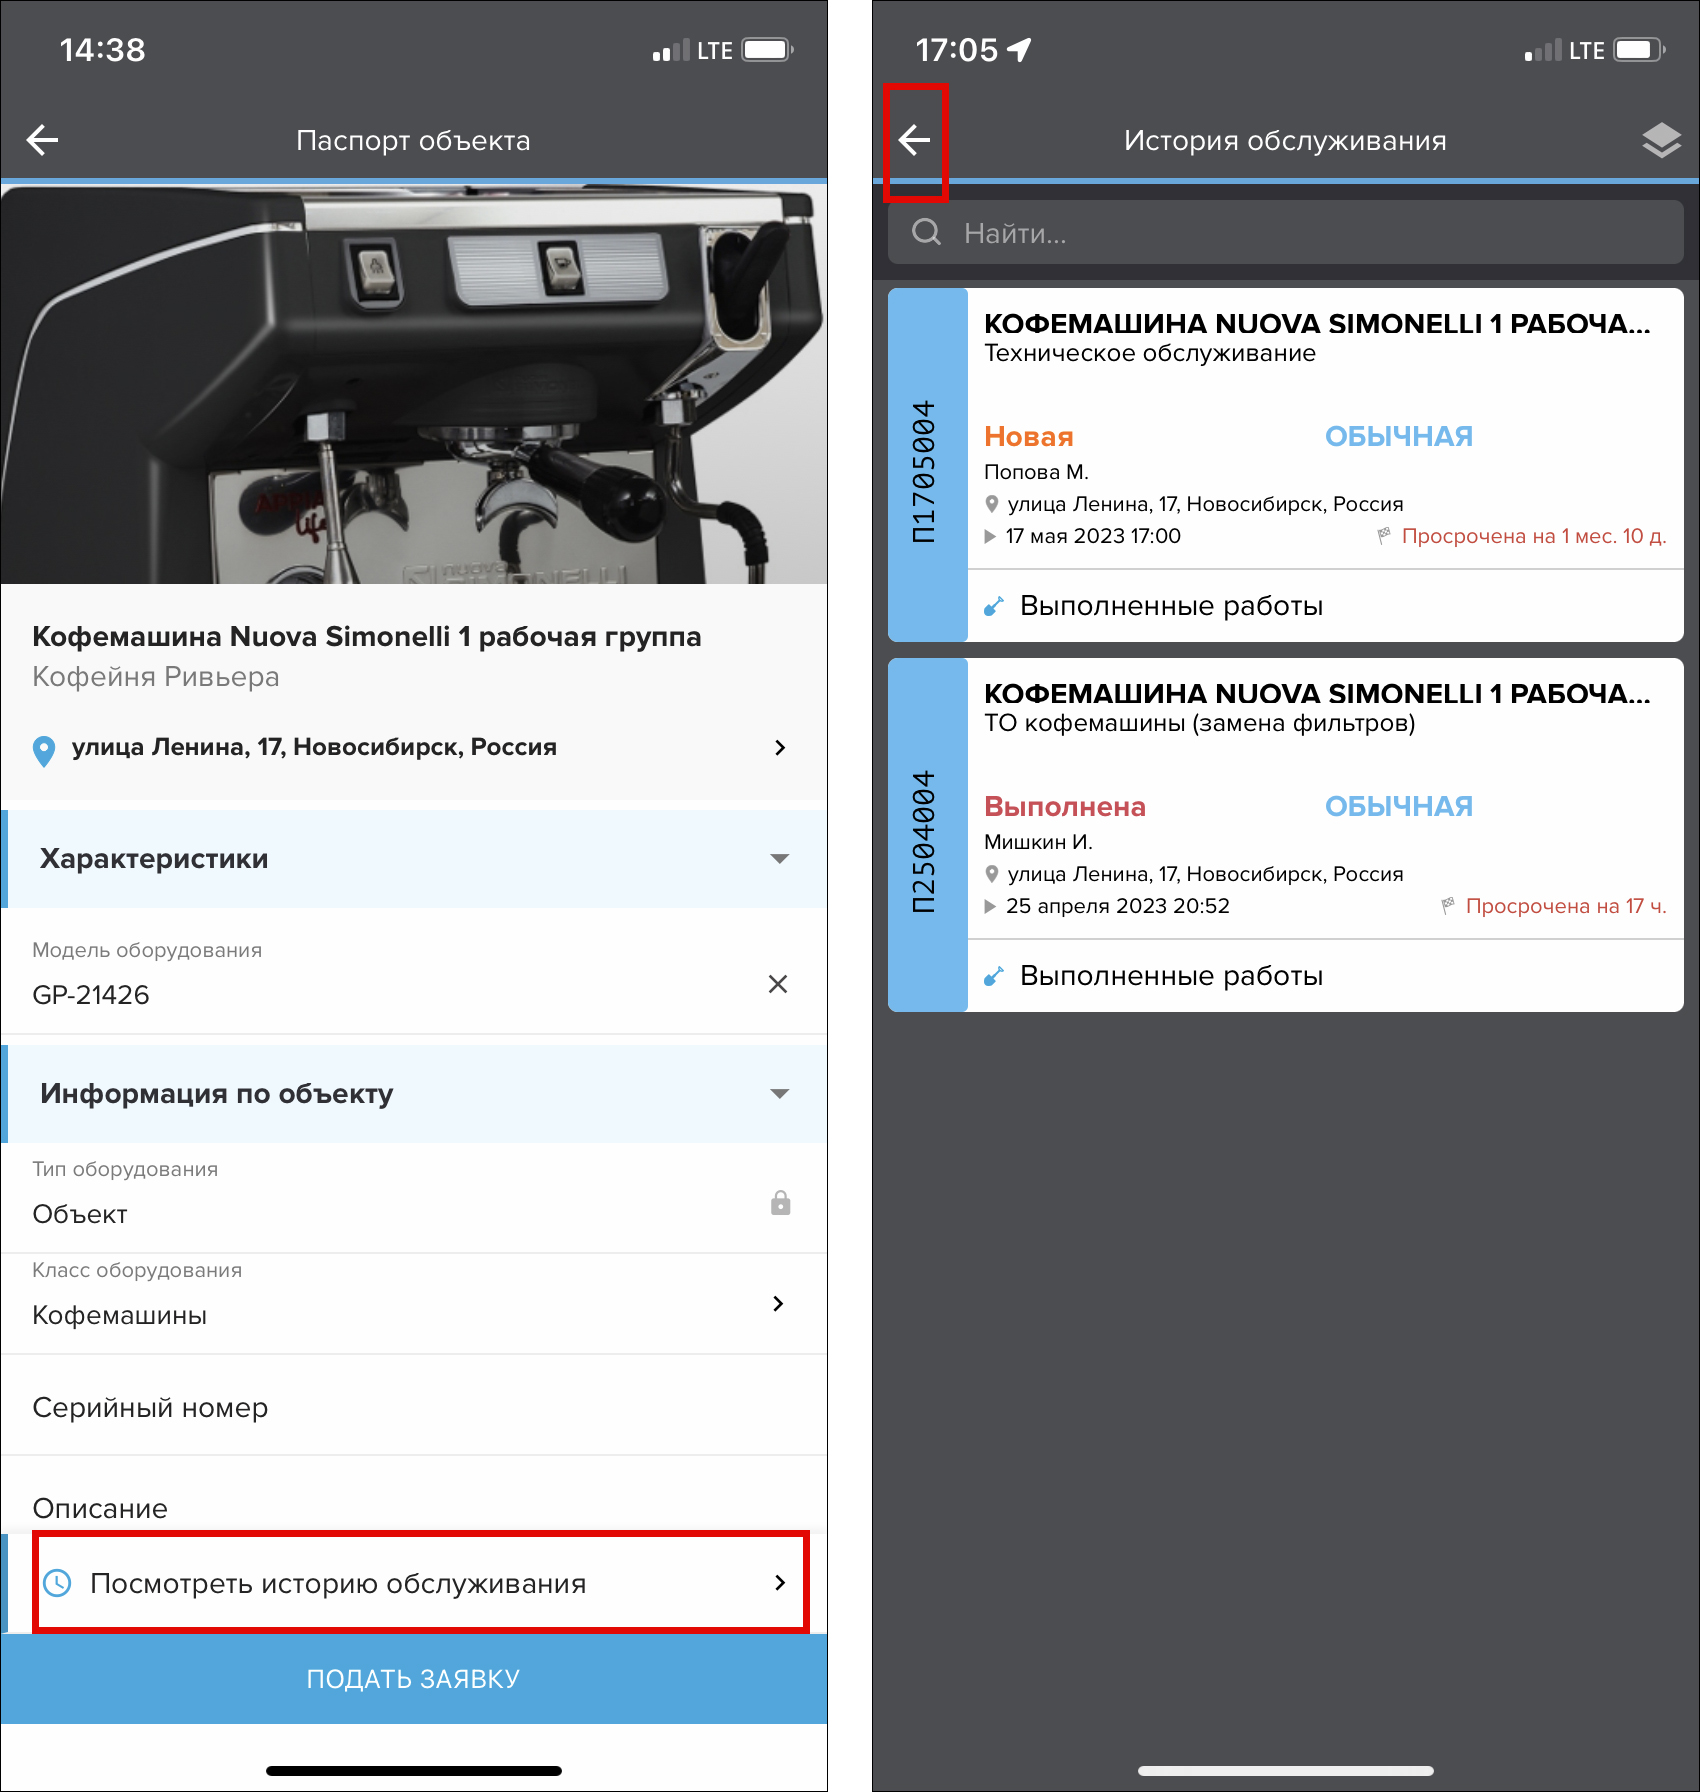 14:38
LTE
Паспорт объекта
Кофемашина Nuova Simonelli 1 рабочая группа
Кофейня Ривьера
улица Ленина, 17, Новосибирск, Россия
Характеристики
Модель оборудования
GP-21426
Информация по объекту
Тип оборудования
Объект
Класс оборудования
Кофемашины
Серийный номер
Описание
Посмотреть историю обслуживания
ПОДАТЬ ЗАЯВКУ
17:05
LTE
История обслуживания
Найти...
П1705004
КОФЕМАШИНА NUOVA SIMONELLI 1 РАБОЧА...
Техническое обслуживание
Новая
ОБЫЧНАЯ
Попова М.
улица Ленина, 17, Новосибирск, Россия
17 мая 2023 17:00
Просрочена на 1 мес. 10 д.
Выполненные работы
П2504004
КОФЕМАШИНА NUOVA SIMONELLI 1 РАБОЧА...
ТО кофемашины (замена фильтров)
Выполнена
ОБЫЧНАЯ
Мишкин И.
улица Ленина, 17, Новосибирск, Россия
25 апреля 2023 20:52
Просрочена на 17 ч.
Выполненные работы